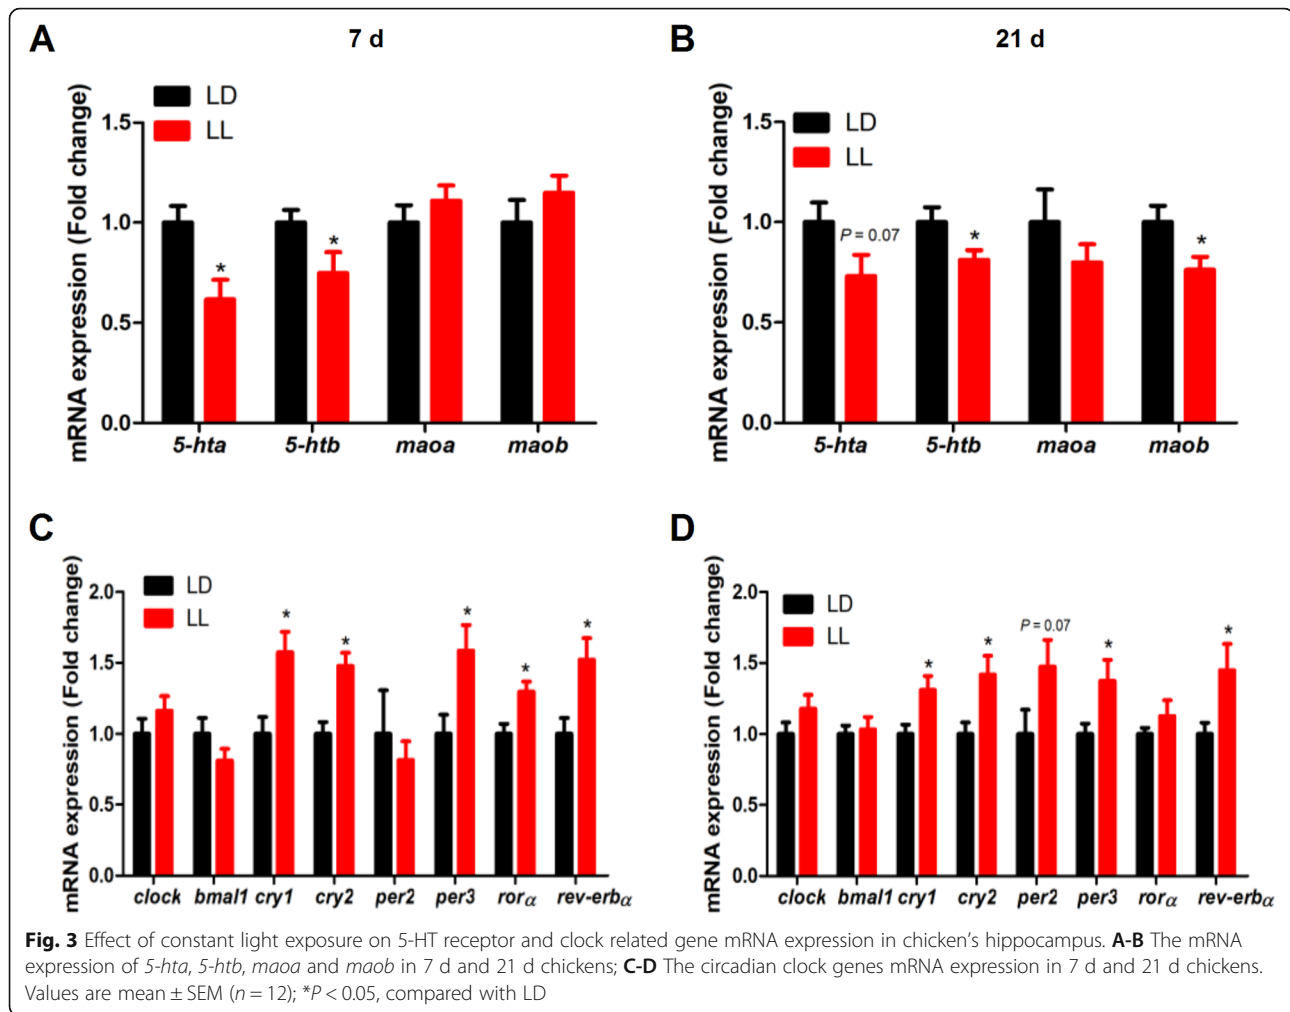 A
7 d
B
21 d
LD
LL
mRNA expression (Fold change)
1.5
1.0
0.5
0.0
*
*
5-hta
5-htb
maoa
maob
LD
LL
mRNA expression (Fold change)
1.5
1.0
0.5
0.0
P = 0.07
*
*
5-hta
5-htb
maoa
maob
C
LD
LL
mRNA expression (Fold change)
2.0
1.5
1.0
0.5
0.0
*
*
*
*
*
clock bmal1 cry1 cry2 per2 per3 rorα rev-erbα
D
LD
LL
mRNA expression (Fold change)
2.0
1.5
1.0
0.5
0.0
*
*
P = 0.07
*
*
clock bmal1 cry1 cry2 per2 per3 rorα rev-erbα
Fig. 3 Effect of constant light exposure on 5-HT receptor and clock related gene mRNA expression in chicken's hippocampus. A-B The mRNA
expression of 5-hta, 5-htb, maoa and maob in 7 d and 21 d chickens; C-D The circadian clock genes mRNA expression in 7 d and 21 d chickens.
Values are mean ± SEM (n = 12); *P < 0.05, compared with LD